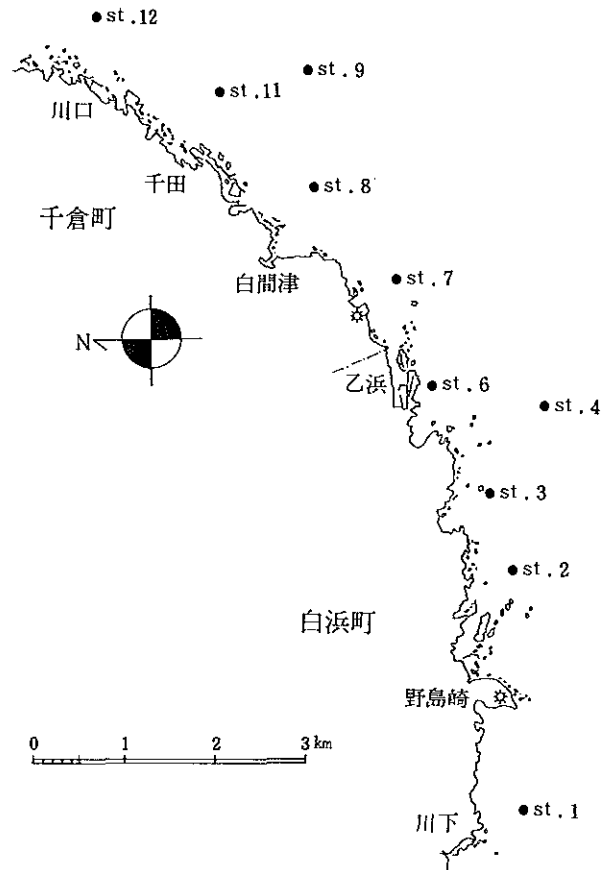 st.12
st.9
st.11
川口
千田
st.8
千倉町
白間津
st.7
N
乙浜
st.6
st.4
st.3
st.2
白浜町
野島崎
0 1 2 3 km
st.1
川下